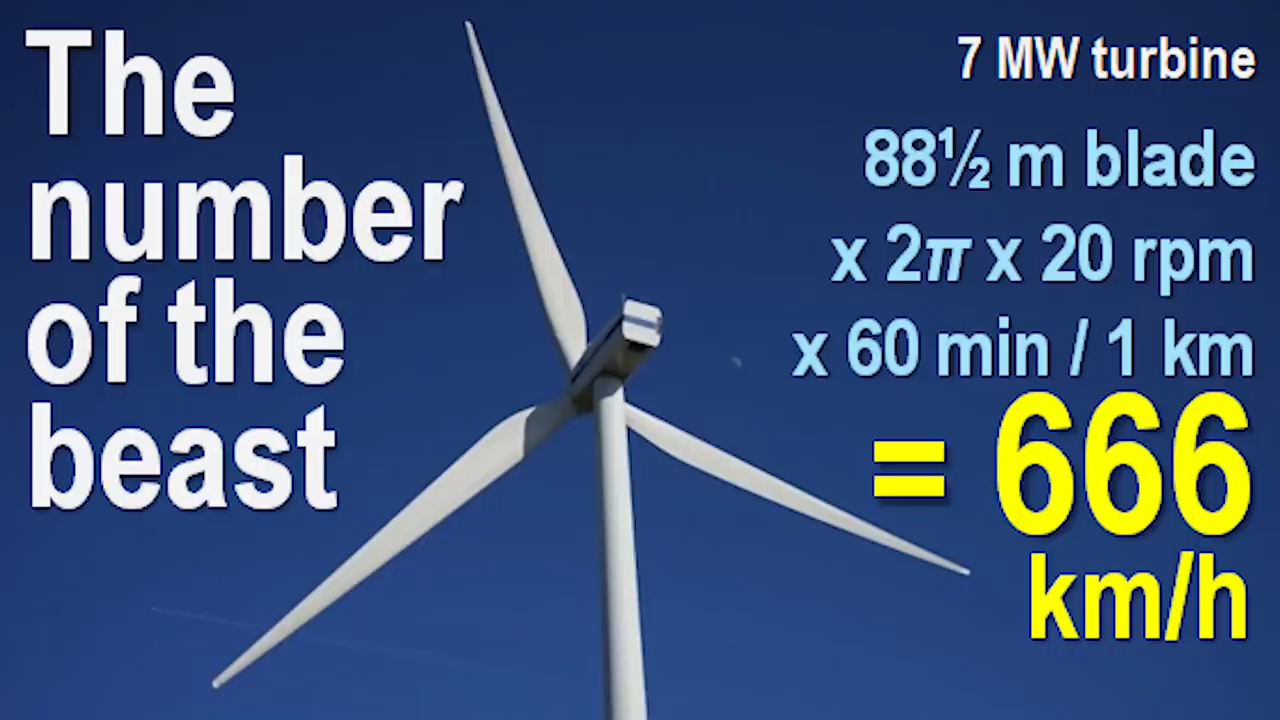 The
number
of the
beast
7 MW turbine
88½ m blade
x 2π x 20 rpm
x 60 min / 1 km
= 666
km/h